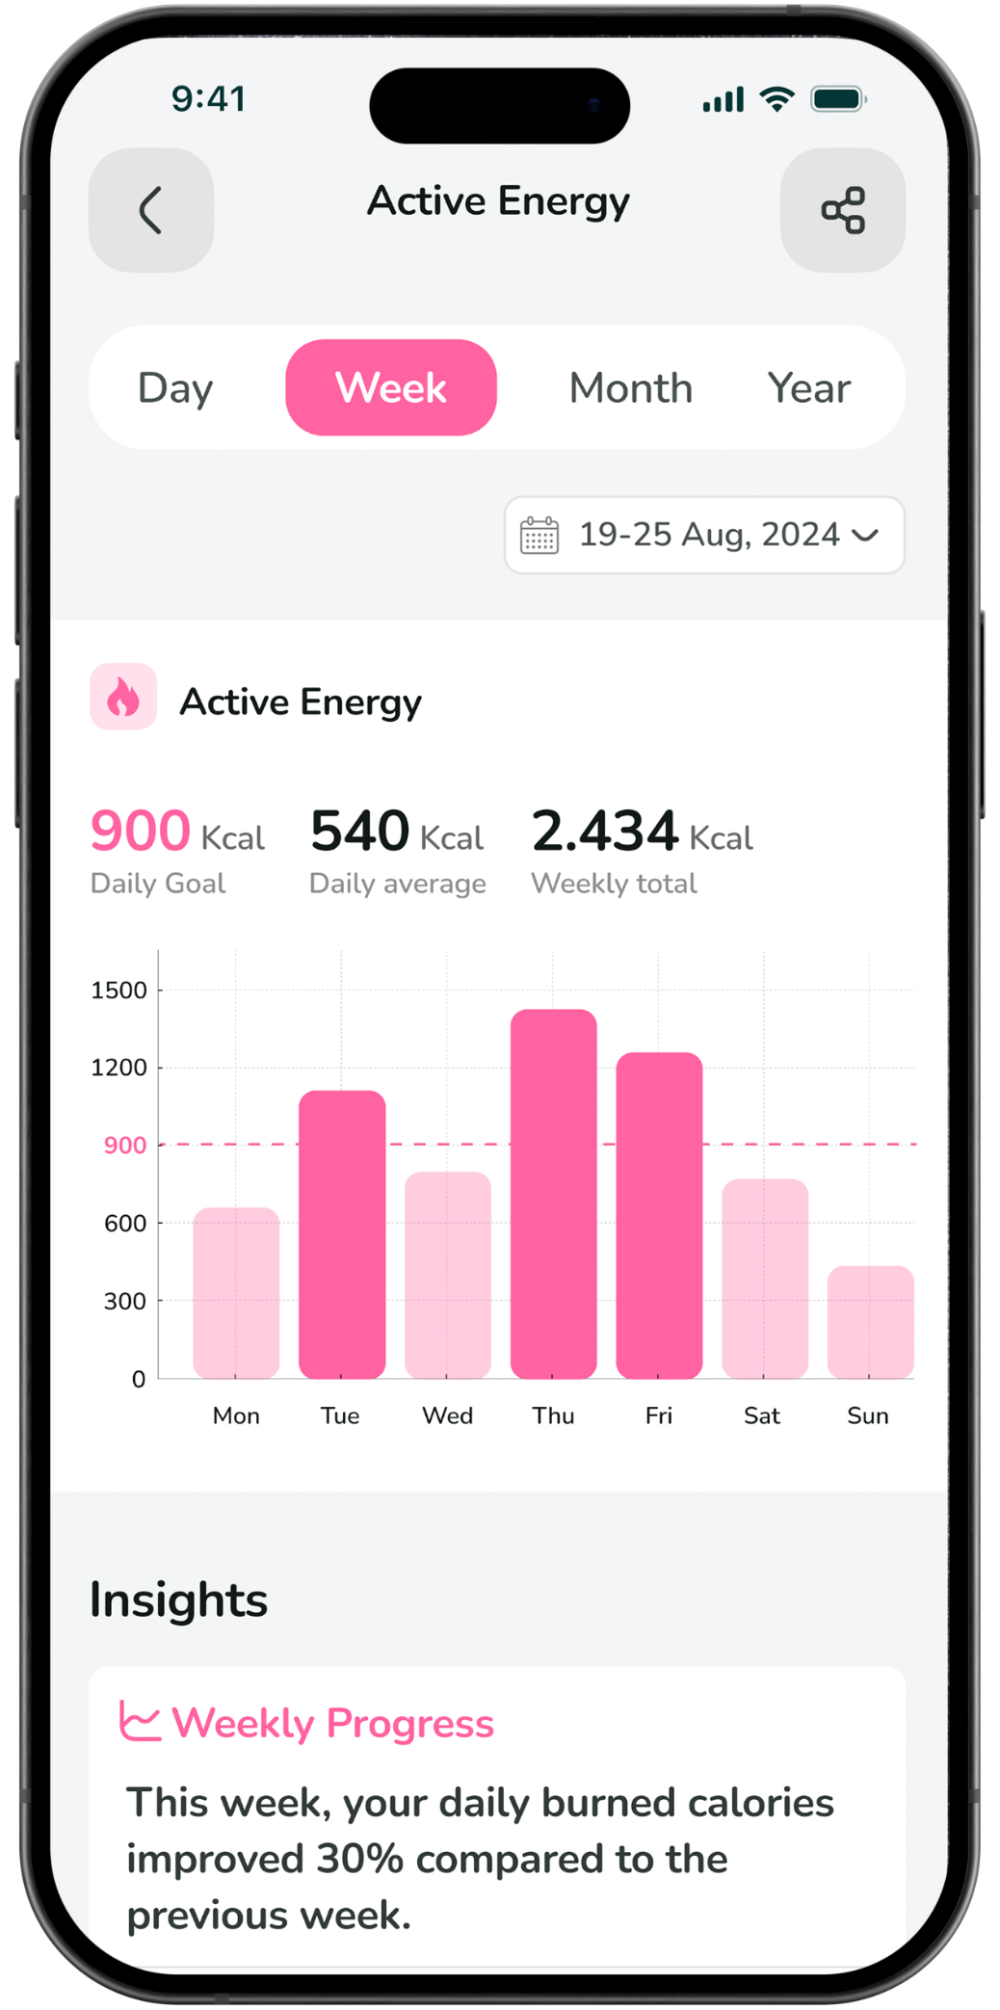 9:41
Active Energy
Day Week Month Year
19-25 Aug, 2024
Active Energy
900 Kcal 540 Kcal 2.434 Kcal
Daily Goal Daily average Weekly total
1500
1200
900
600
300
0
Mon Tue Wed Thu Fri Sat Sun
Insights
Weekly Progress
This week, your daily burned calories
improved 30% compared to the
previous week.